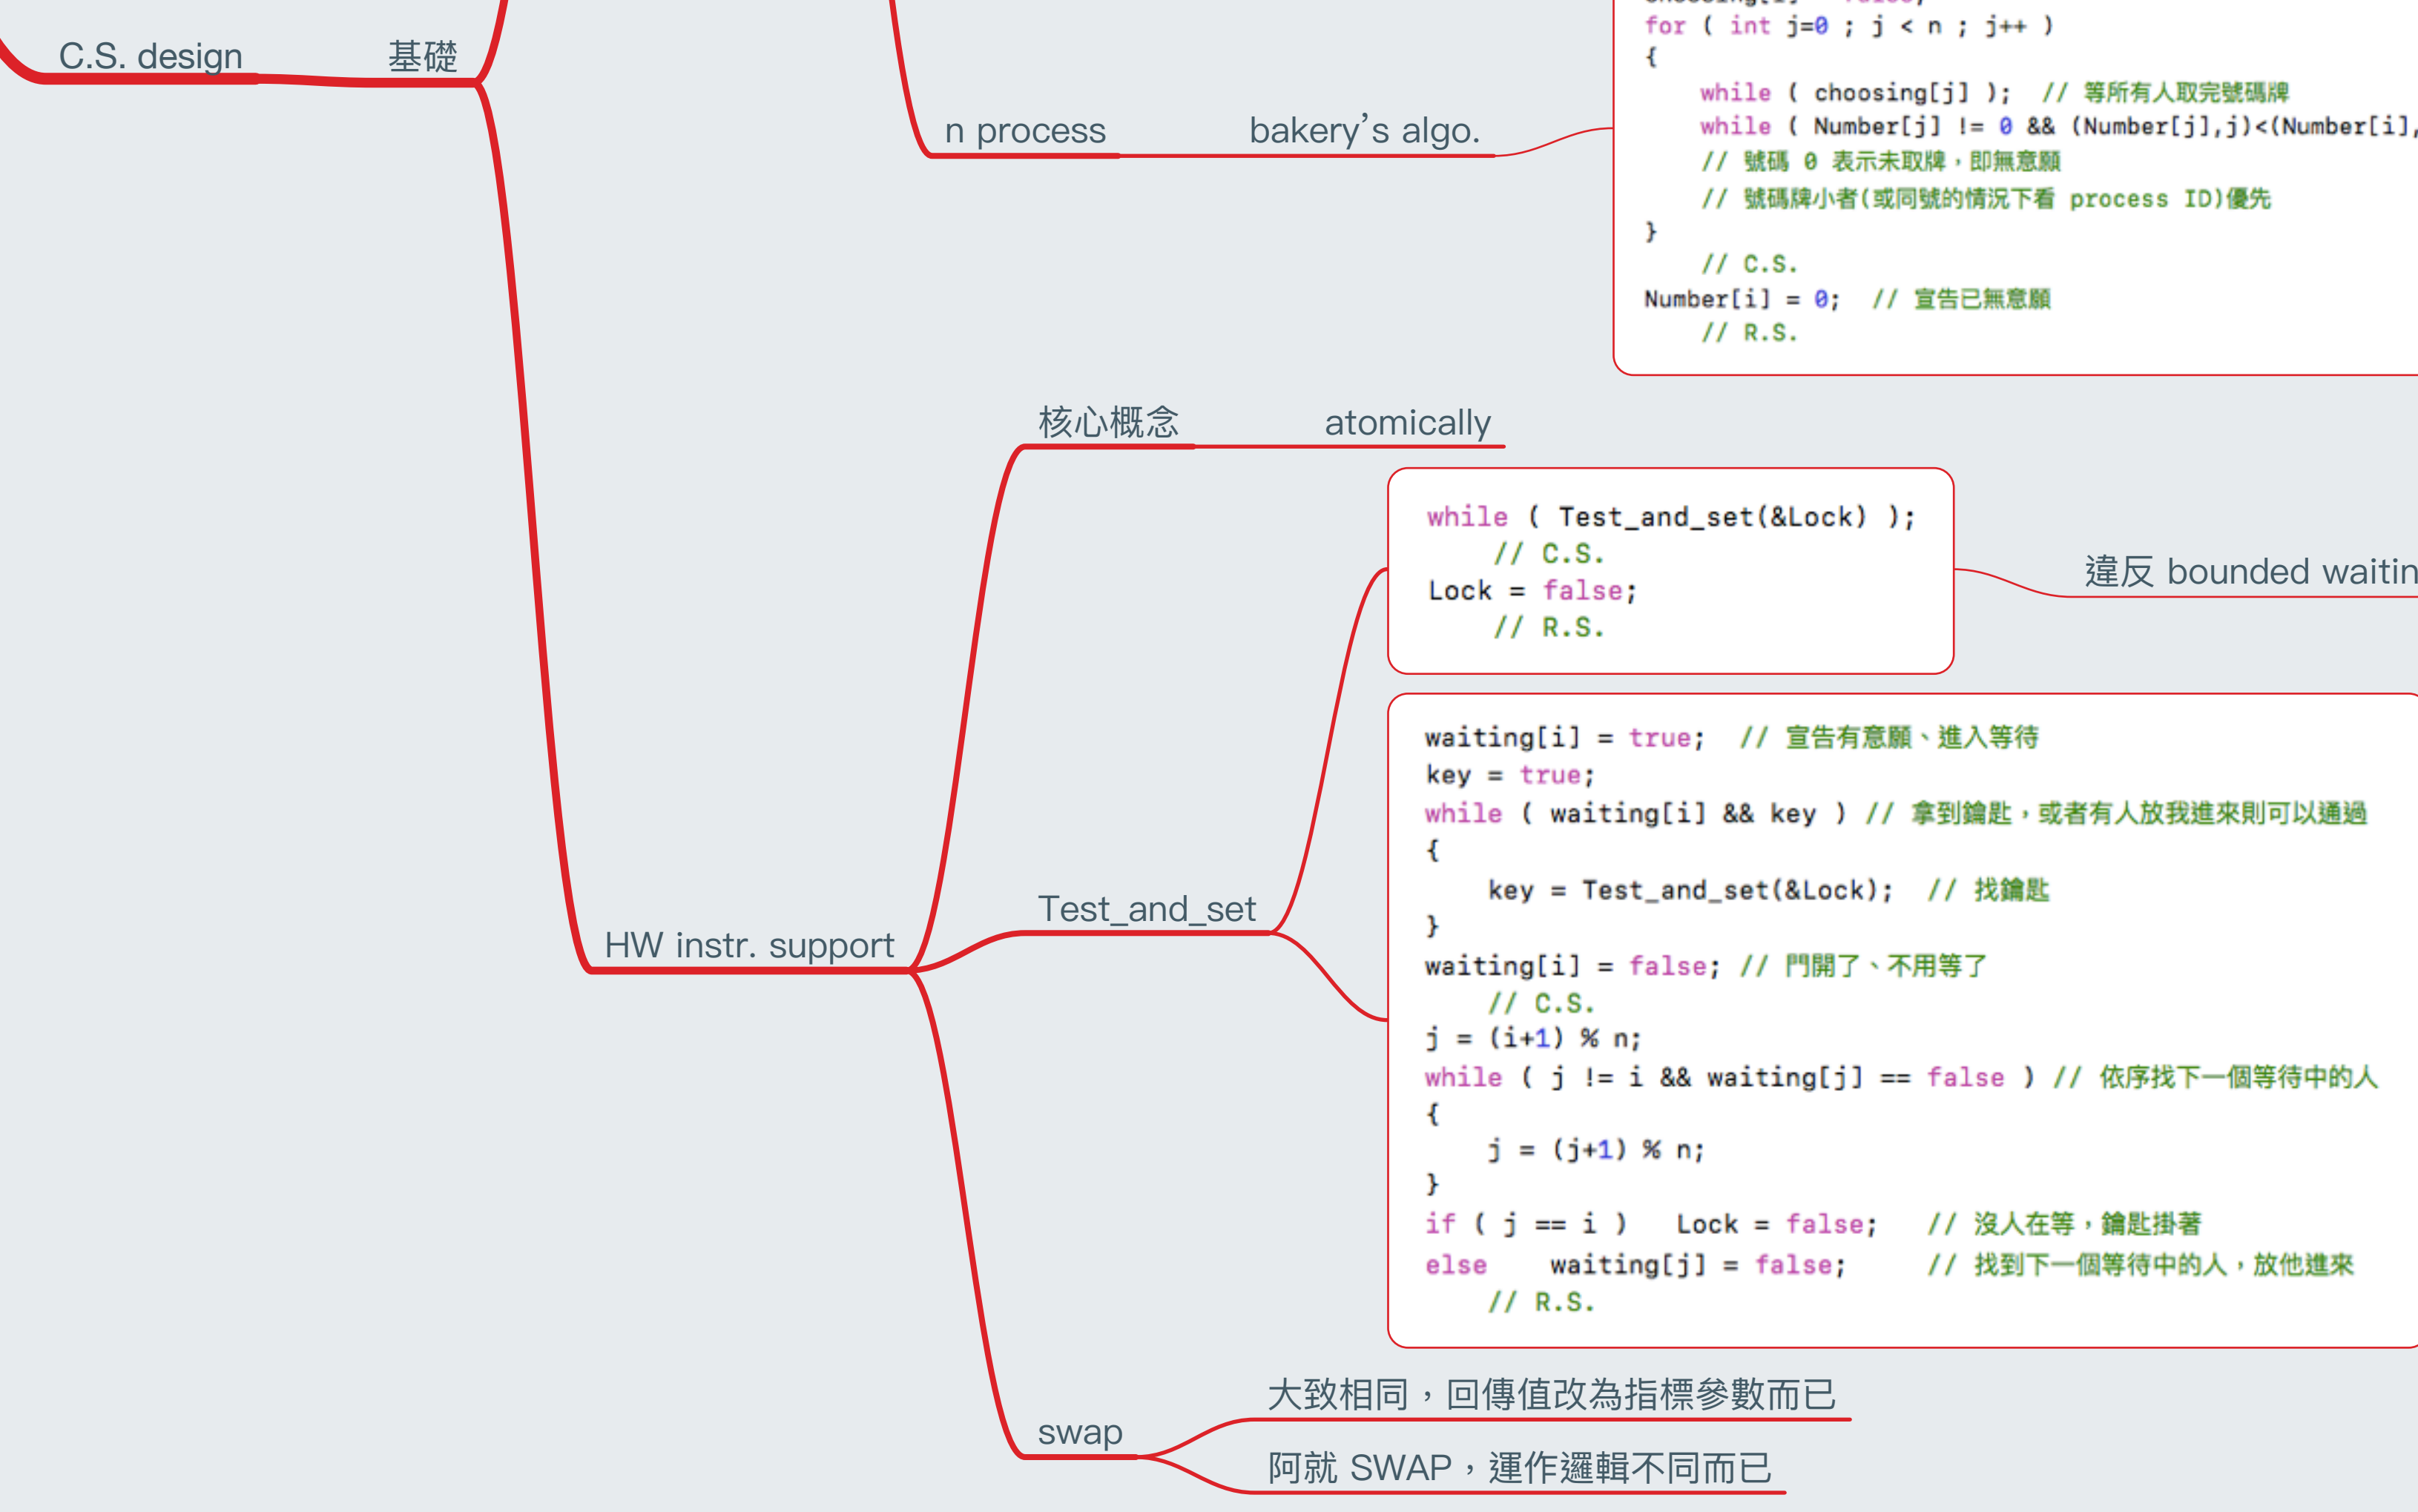 C.S. design
基礎
n process
bakery's algo.
for ( int j=0 ; j < n ; j++ )
{
while ( choosing[j] );  // 等所有人取完號碼牌
while ( Number[j] != 0 && (Number[j],j)<(Number[i],
// 號碼 0 表示未取牌，即無意願
// 號碼牌小者(或同號的情況下看 process ID)優先
}
// C.S.
Number[i] = 0;  // 宣告已無意願
// R.S.
核心概念
atomically
while ( Test_and_set(&Lock) );
// C.S.
Lock = false;
// R.S.
違反 bounded waitin
HW instr. support
Test_and_set
waiting[i] = true;  // 宣告有意願、進入等待
key = true;
while ( waiting[i] && key ) // 拿到鑰匙，或者有人放我進來則可以通過
{
key = Test_and_set(&Lock);  // 找鑰匙
}
waiting[i] = false; // 門開了、不用等了
// C.S.
j = (i+1) % n;
while ( j != i && waiting[j] == false ) // 依序找下一個等待中的人
{
j = (j+1) % n;
}
if ( j == i )   Lock = false;   // 沒人在等，鑰匙掛著
else    waiting[j] = false;     // 找到下一個等待中的人，放他進來
// R.S.
swap
大致相同，回傳值改為指標參數而已
阿就 SWAP，運作邏輯不同而已